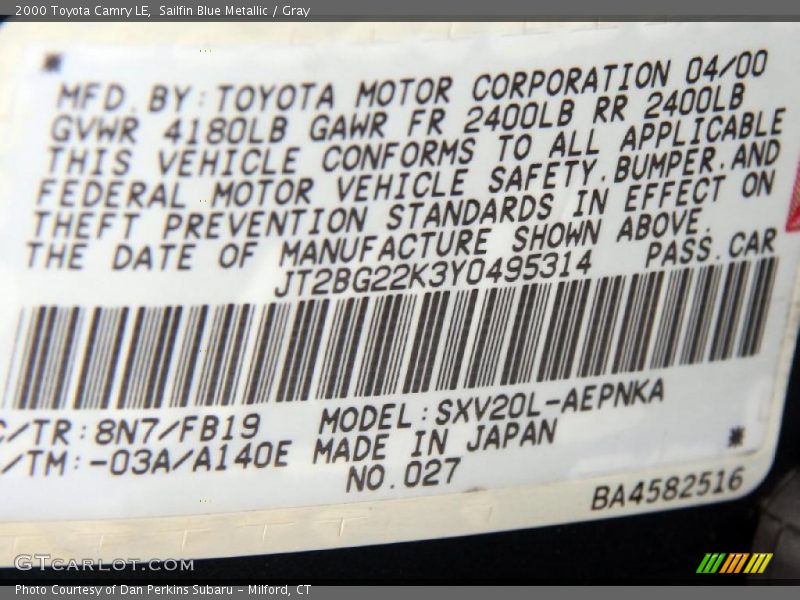 2000 Toyota Camry LE, Sailfin Blue Metallic / Gray
MFD. BY: TOYOTA MOTOR CORPORATION 04/00
GVWR 4180LB GAWR FR 2400LB RR 2400LB
THIS VEHICLE CONFORMS TO ALL APPLICABLE
FEDERAL MOTOR VEHICLE SAFETY, BUMPER, AND
THEFT PREVENTION STANDARDS IN EFFECT ON
THE DATE OF MANUFACTURE SHOWN ABOVE.
JT2BG22K3Y0495314 PASS. CAR
C/TR: 8N7/FB19 MODEL: SXV20L-AEPNKA
/TM: -03A/A140E MADE IN JAPAN
NO. 027
BA4582516
GTCARLOT.COM
Photo Courtesy of Dan Perkins Subaru - Milford, CT